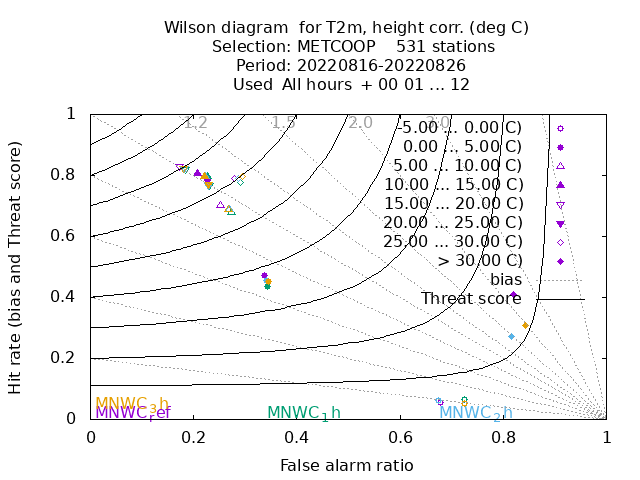 Wilson diagram  for T2m, height corr. (deg C)
Selection: METCOOP    531 stations
Period: 20220816-20220826
Used  All hours  + 00 01 ... 12
1
1.2 1.5 2.0 3.0
-5.00 ... 0.00 C)
0.00 ... 5.00 C)
0.8
5.00 ... 10.00 C)
10.00 ... 15.00 C)
15.00 ... 20.00 C)
20.00 ... 25.00 C)
0.6
25.00 ... 30.00 C)
> 30.00 C)
bias
0.4
Threat score
0.2
MNWC_3h
MNWC_ref MNWC_1h MNWC_2h
0
0 0.2 0.4 0.6 0.8 1
False alarm ratio
Hit rate (bias and Threat score)